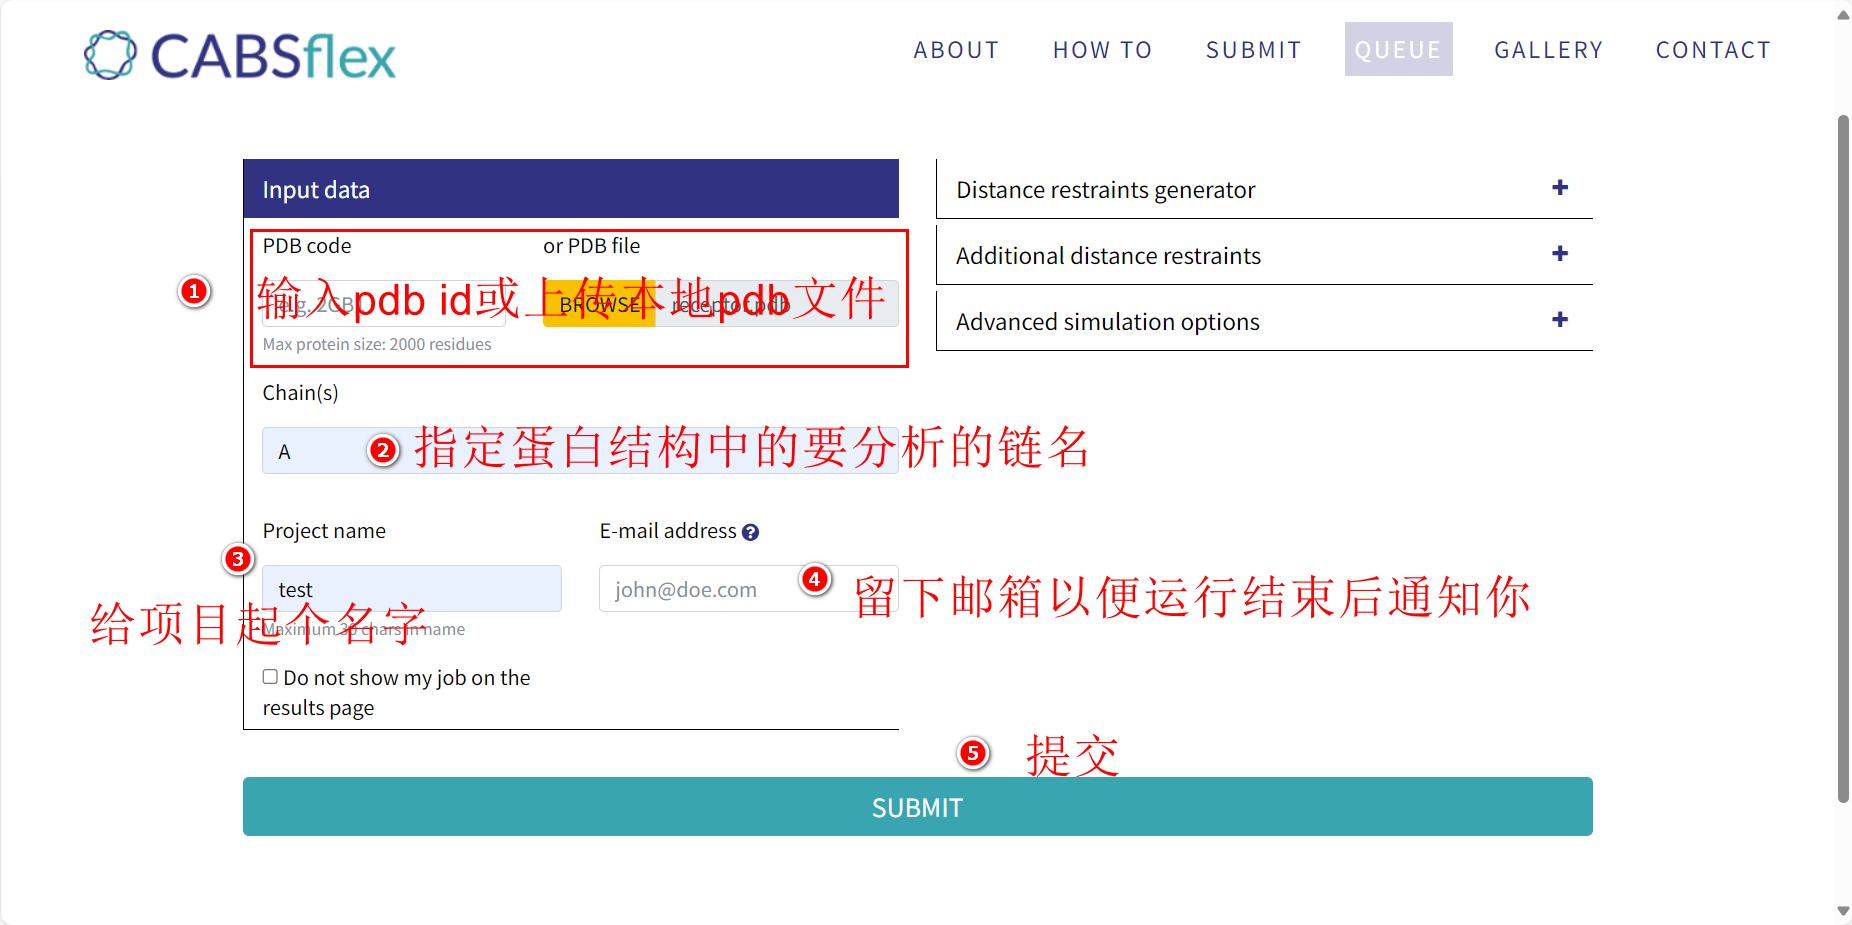 CABSflex
ABOUT HOW TO SUBMIT QUEUE GALLERY CONTACT
Input data
PDB code or PDB file
1 输入pdb id或上传本地pdb文件
e.g. 2GB
BROWSE receptor.pdb
Max protein size: 2000 residues
Chain(s)
A
2 指定蛋白结构中的要分析的链名
Project name E-mail address ?
3
test
john@doe.com
4 留下邮箱以便运行结束后通知你
给项目起个名字
Maximum 30 chars in name
Do not show my job on the
results page
Distance restraints generator +
Additional distance restraints +
Advanced simulation options +
5 提交
SUBMIT